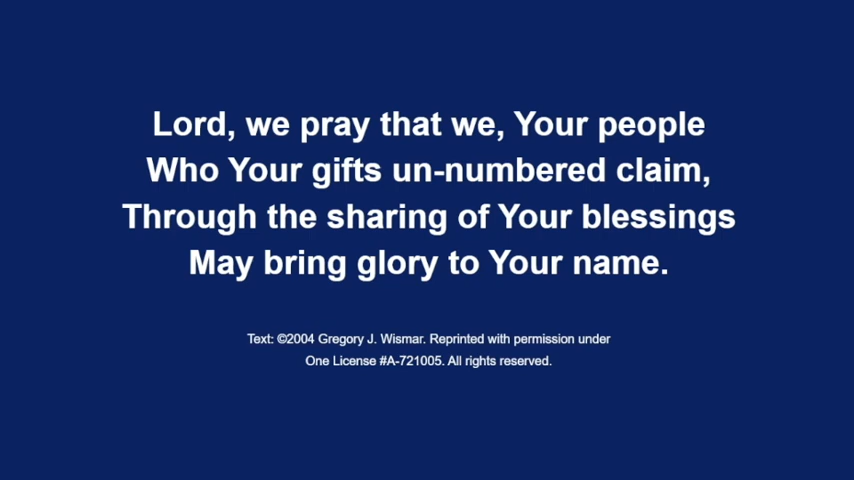 Lord, we pray that we, Your people
Who Your gifts un-numbered claim,
Through the sharing of Your blessings
May bring glory to Your name.
Text: ©2004 Gregory J. Wismar. Reprinted with permission under
One License #A-721005. All rights reserved.